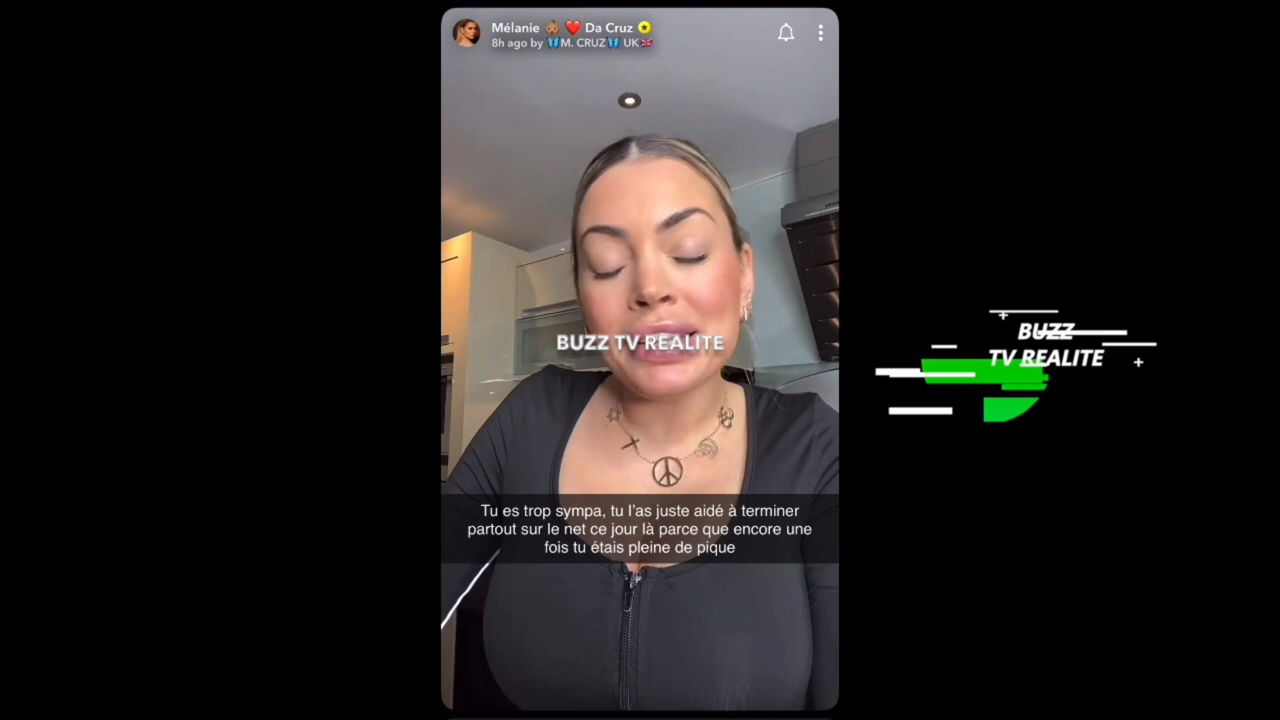 Mélanie 👶🏽 ❤️ Da Cruz
8h ago by 🦋M. CRUZ🦋 UK🇬🇧
BUZZ TV REALITE
BUZZ
TV REALITE
Tu es trop sympa, tu l'as juste aidé à terminer
partout sur le net ce jour là parce que encore une
fois tu étais pleine de pique